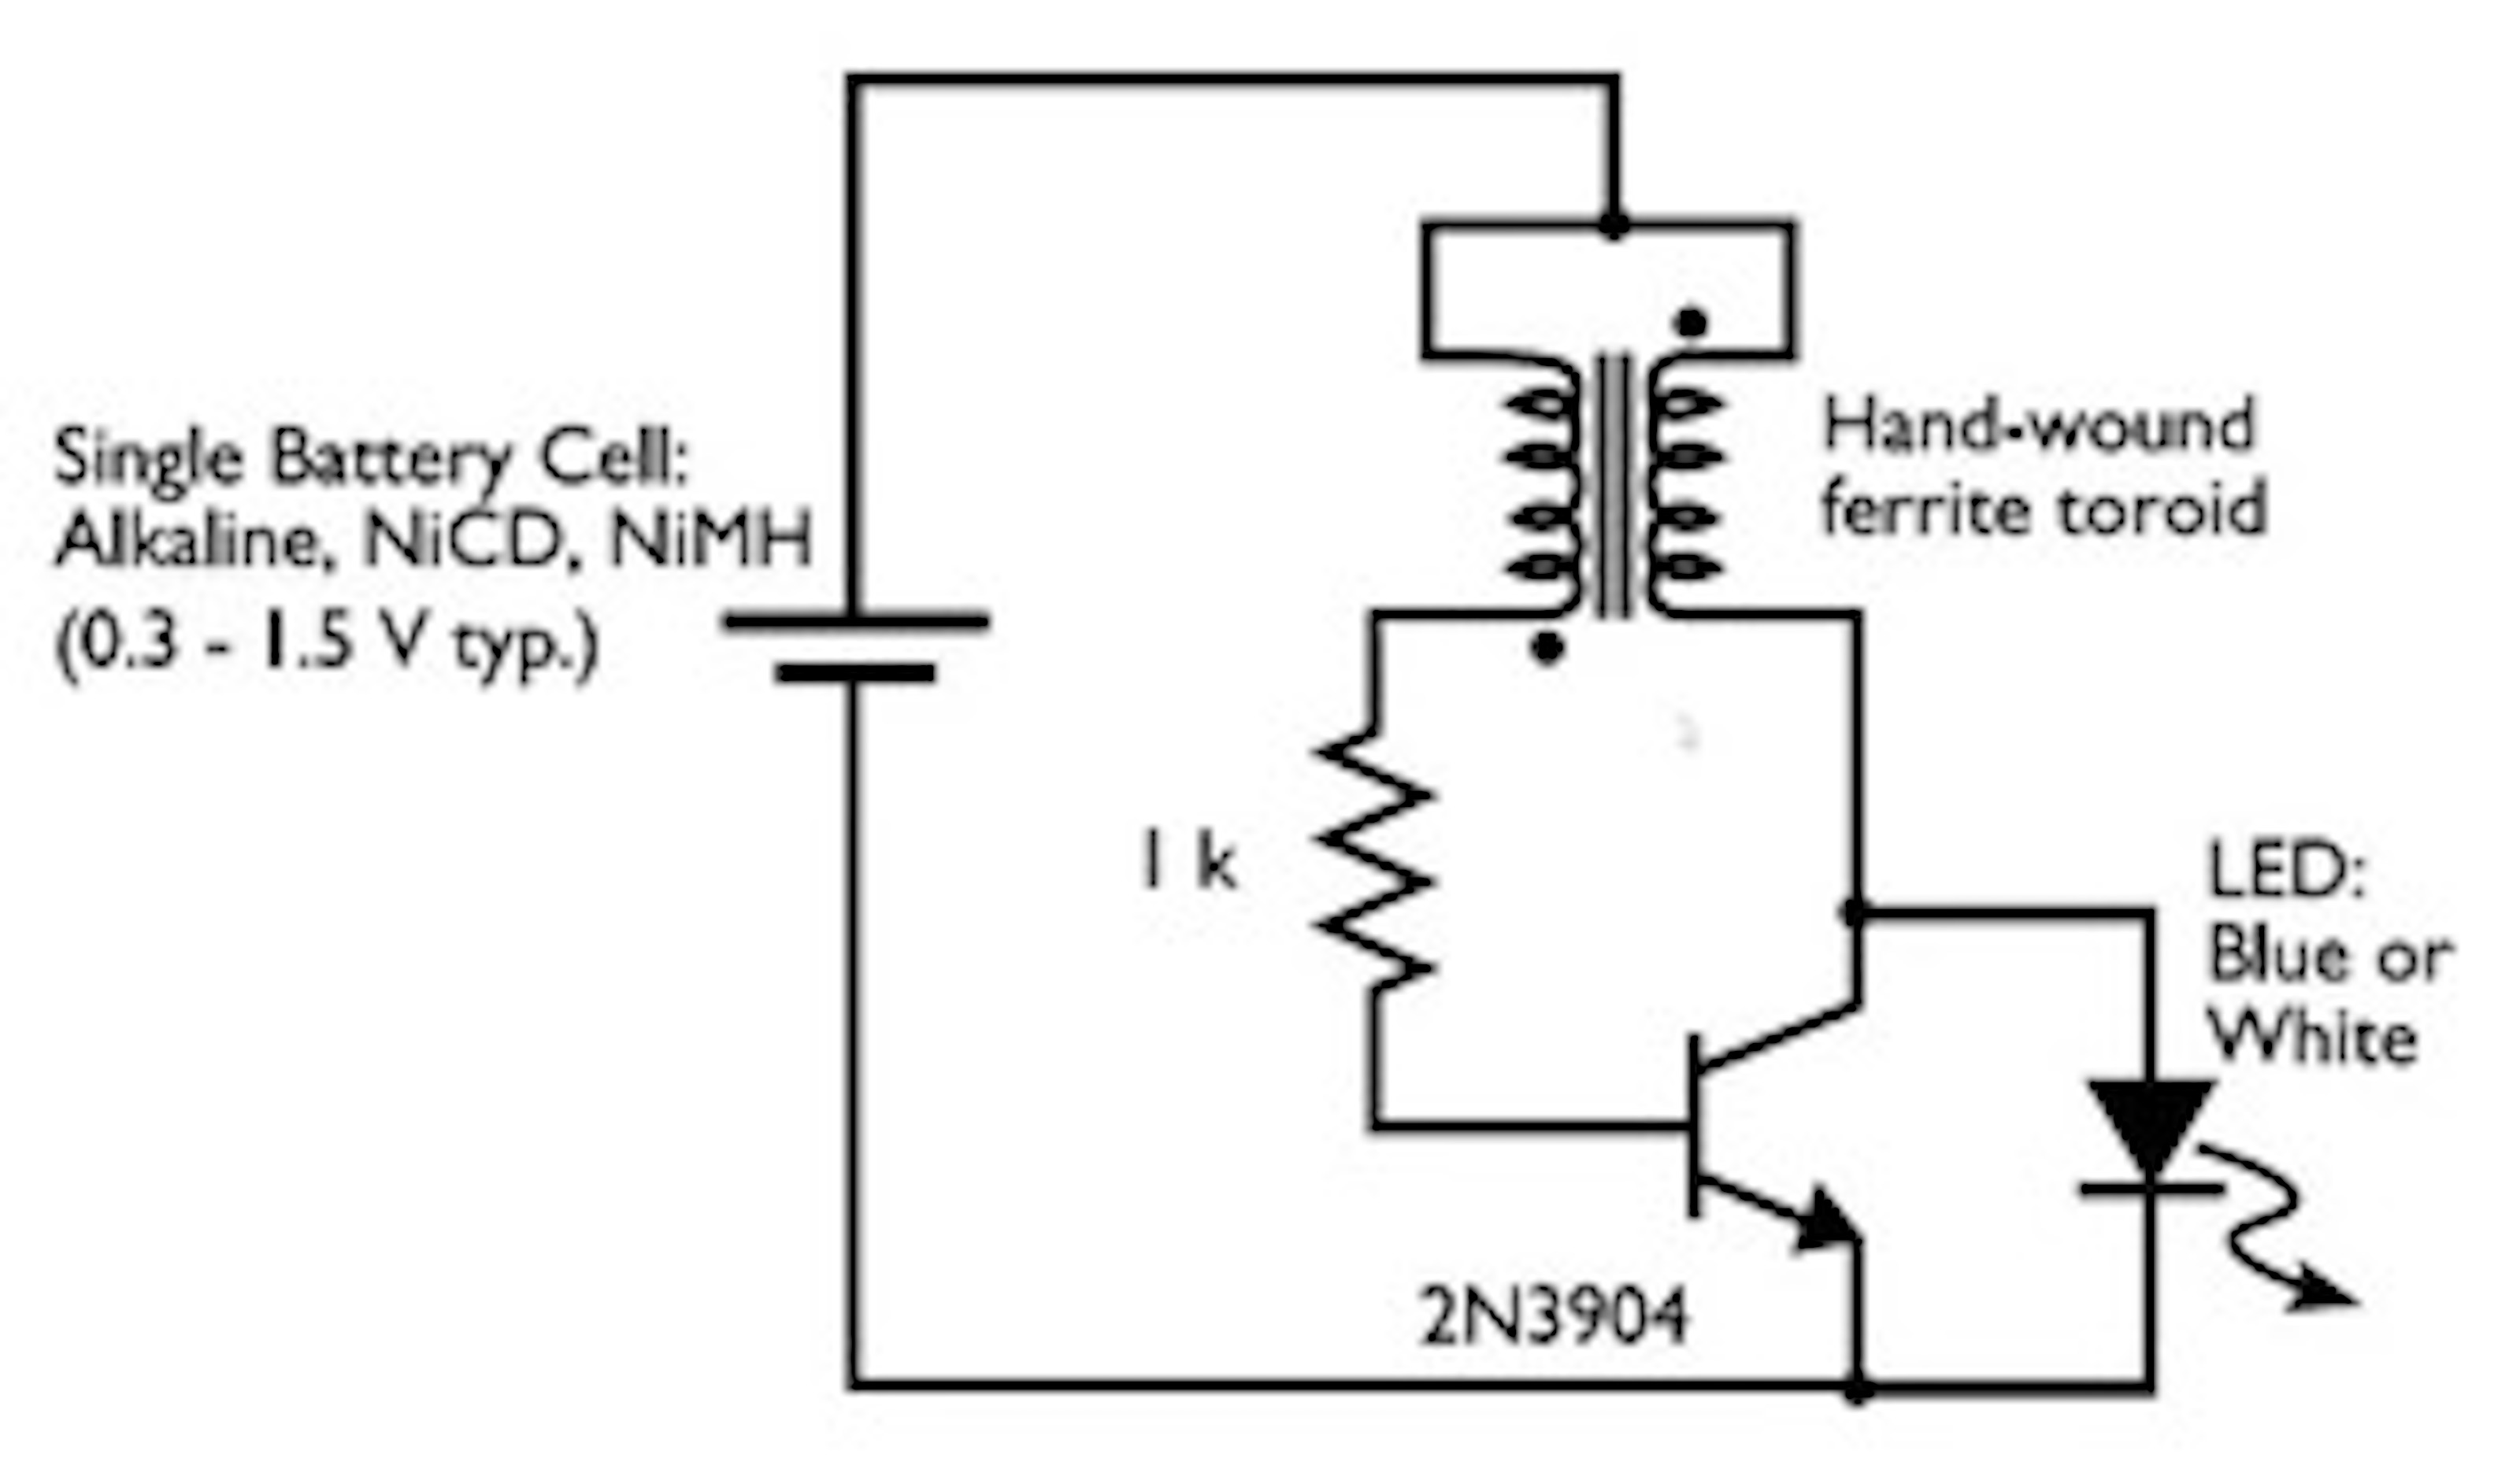 Single Battery Cell:
Alkaline, NiCD, NiMH
(0.3 - 1.5 V typ.)
Hand-wound
ferrite toroid
1 k
LED:
Blue or
White
2N3904